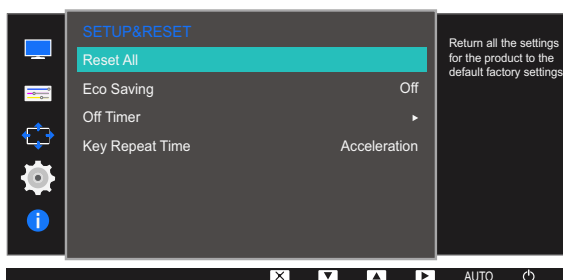 SETUP&RESET
Reset All
Eco Saving Off
Off Timer
Key Repeat Time Acceleration
Return all the settings
for the product to the
default factory settings
AUTO